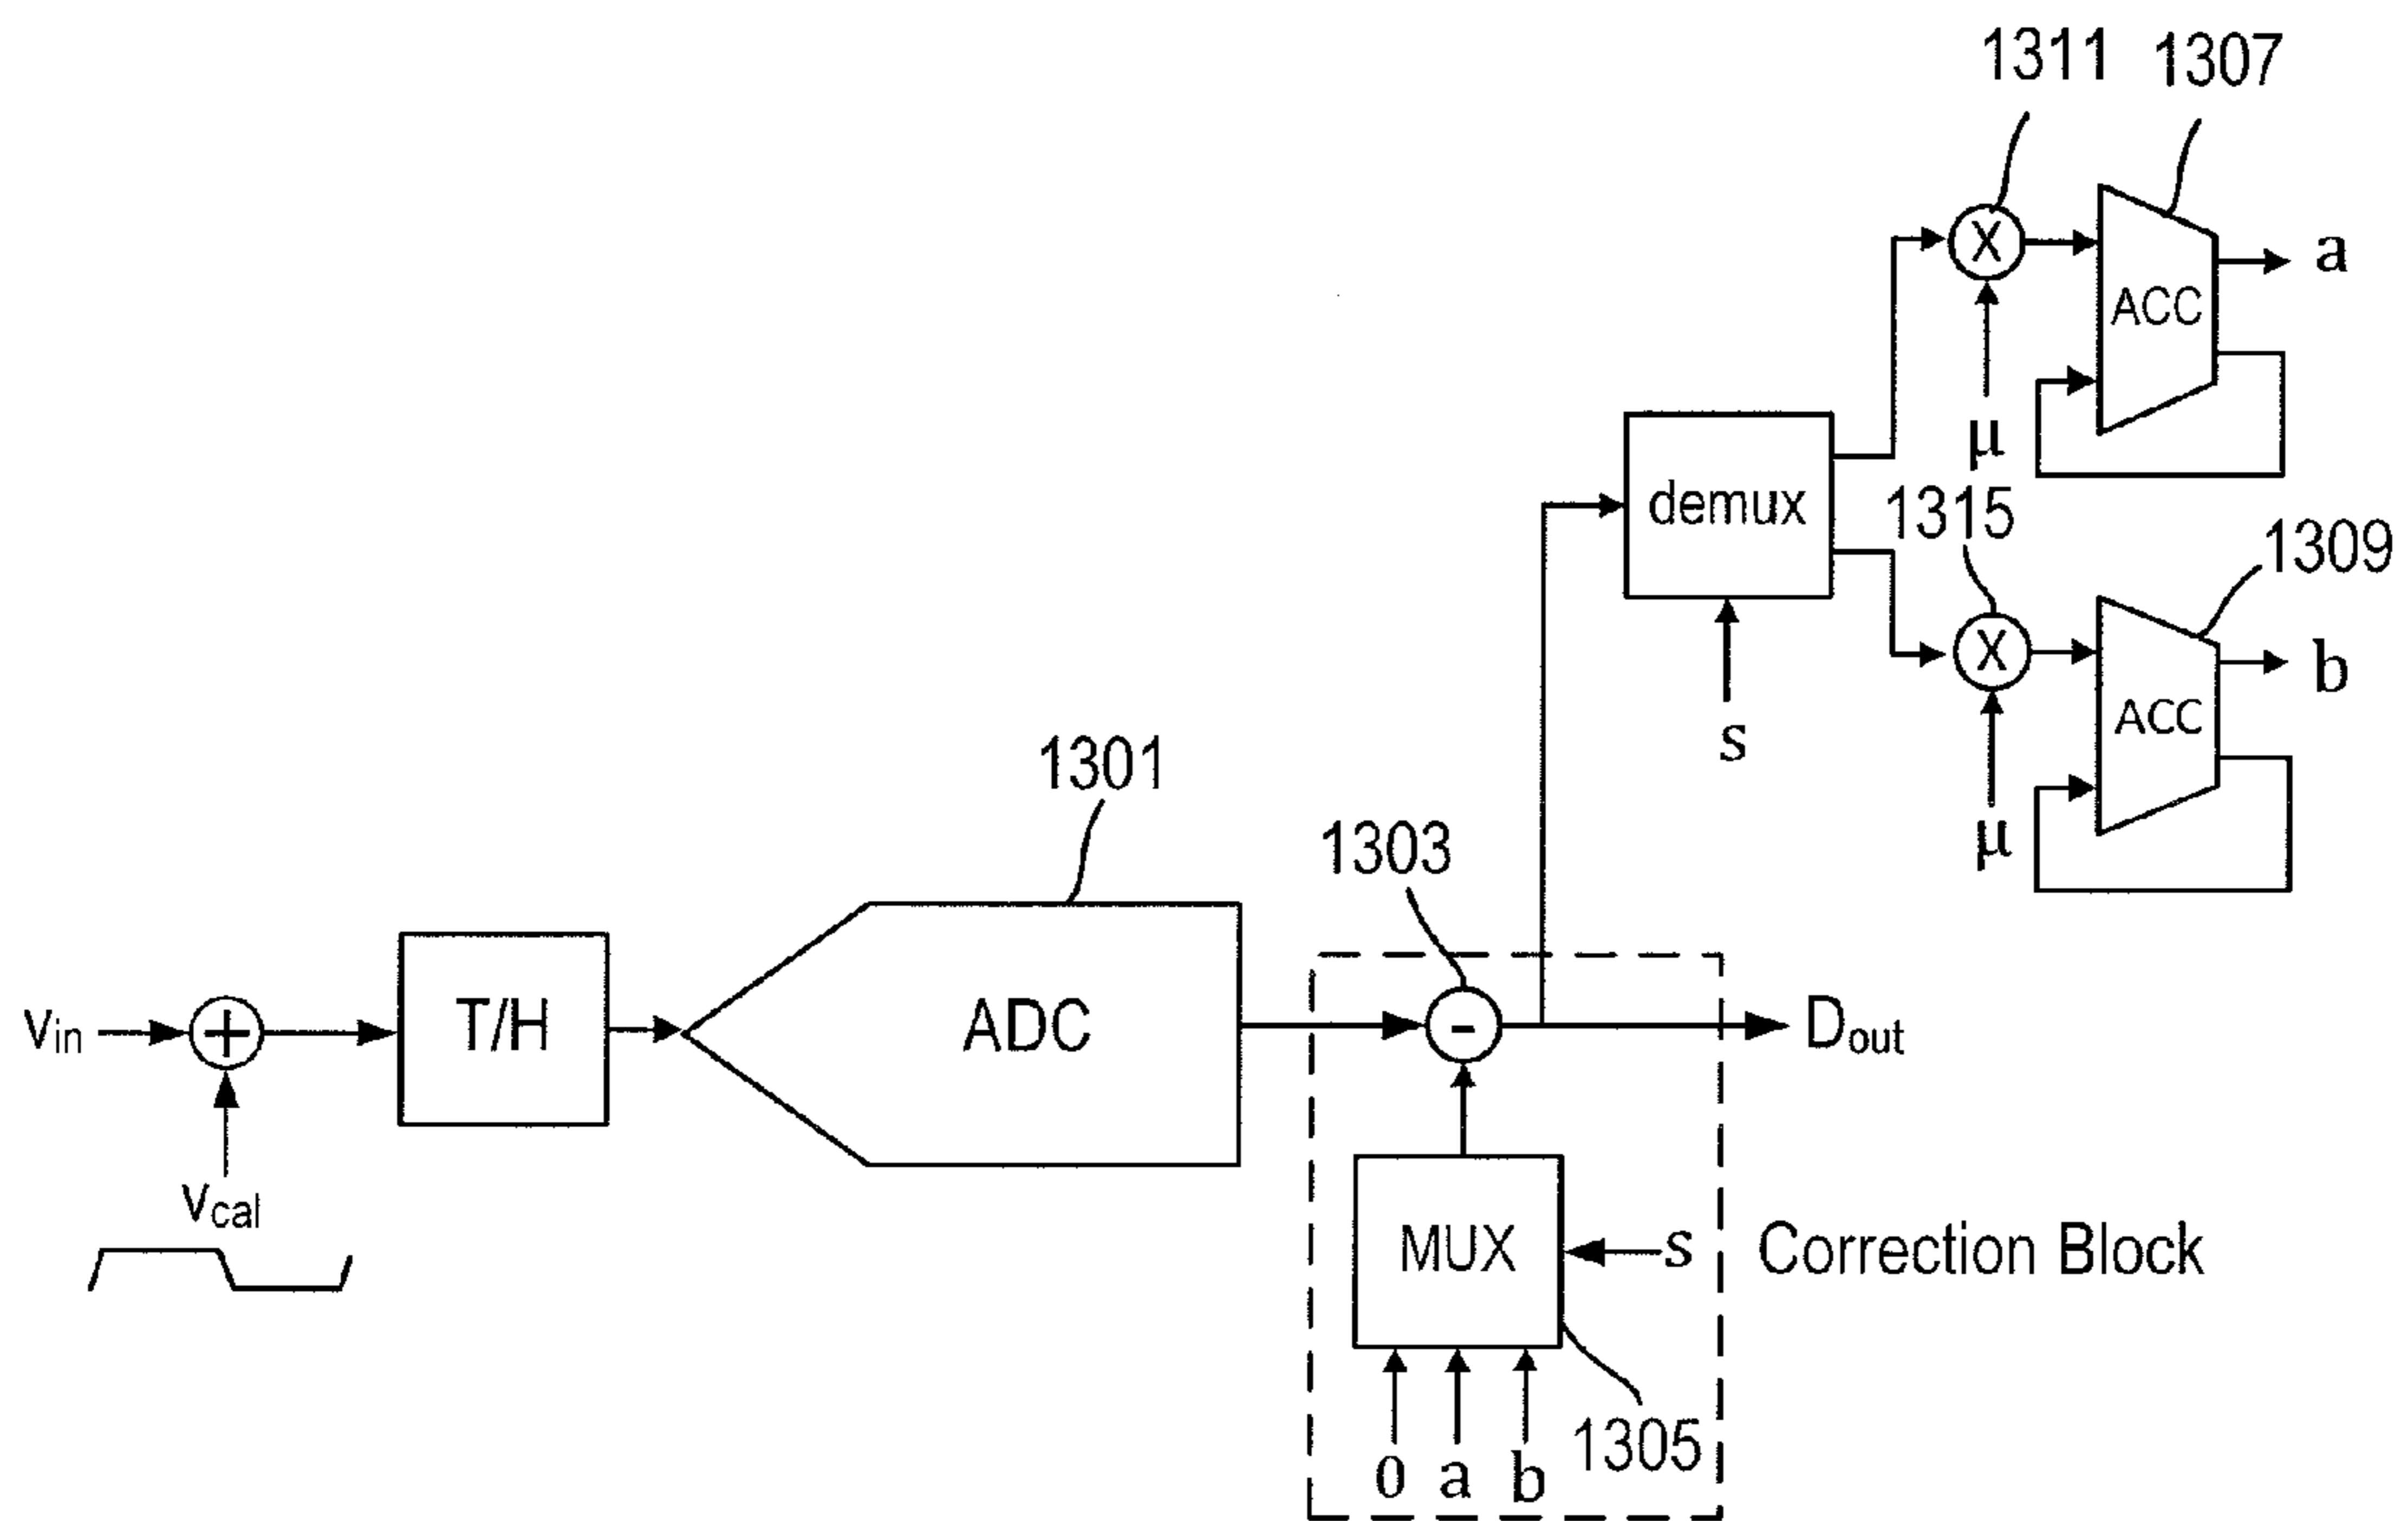 1311 1307
X
ACC
a
µ
demux
1315
1309
s
X
ACC
b
µ
1301
1303
Vin
+
T/H
ADC
-
Dout
Vcal
MUX
s
Correction Block
0 a b
1305